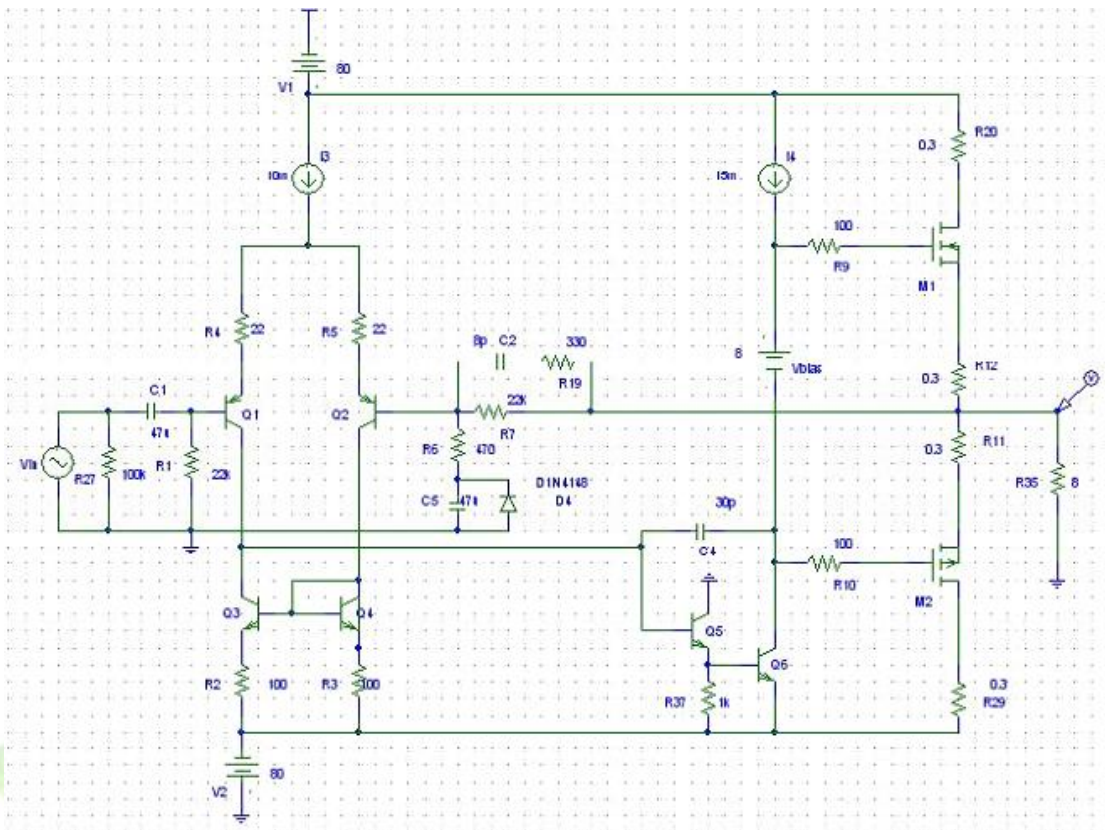 80
V1
I3
10m
I4
15m
0.3
R20
100
R9
M1
R4
22
R5
22
8p
C2
330
R19
8
Vbias
0.3
R12
C1
47u
Q1
Q2
22k
R7
R6
470
0.3
R11
Vin
R27
100k
R1
22k
C5
47u
D1N4148
D4
R35
8
30p
C4
100
R10
M2
Q3
Q4
Q5
Q6
R2
100
R3
100
R37
1k
0.3
R29
80
V2
V